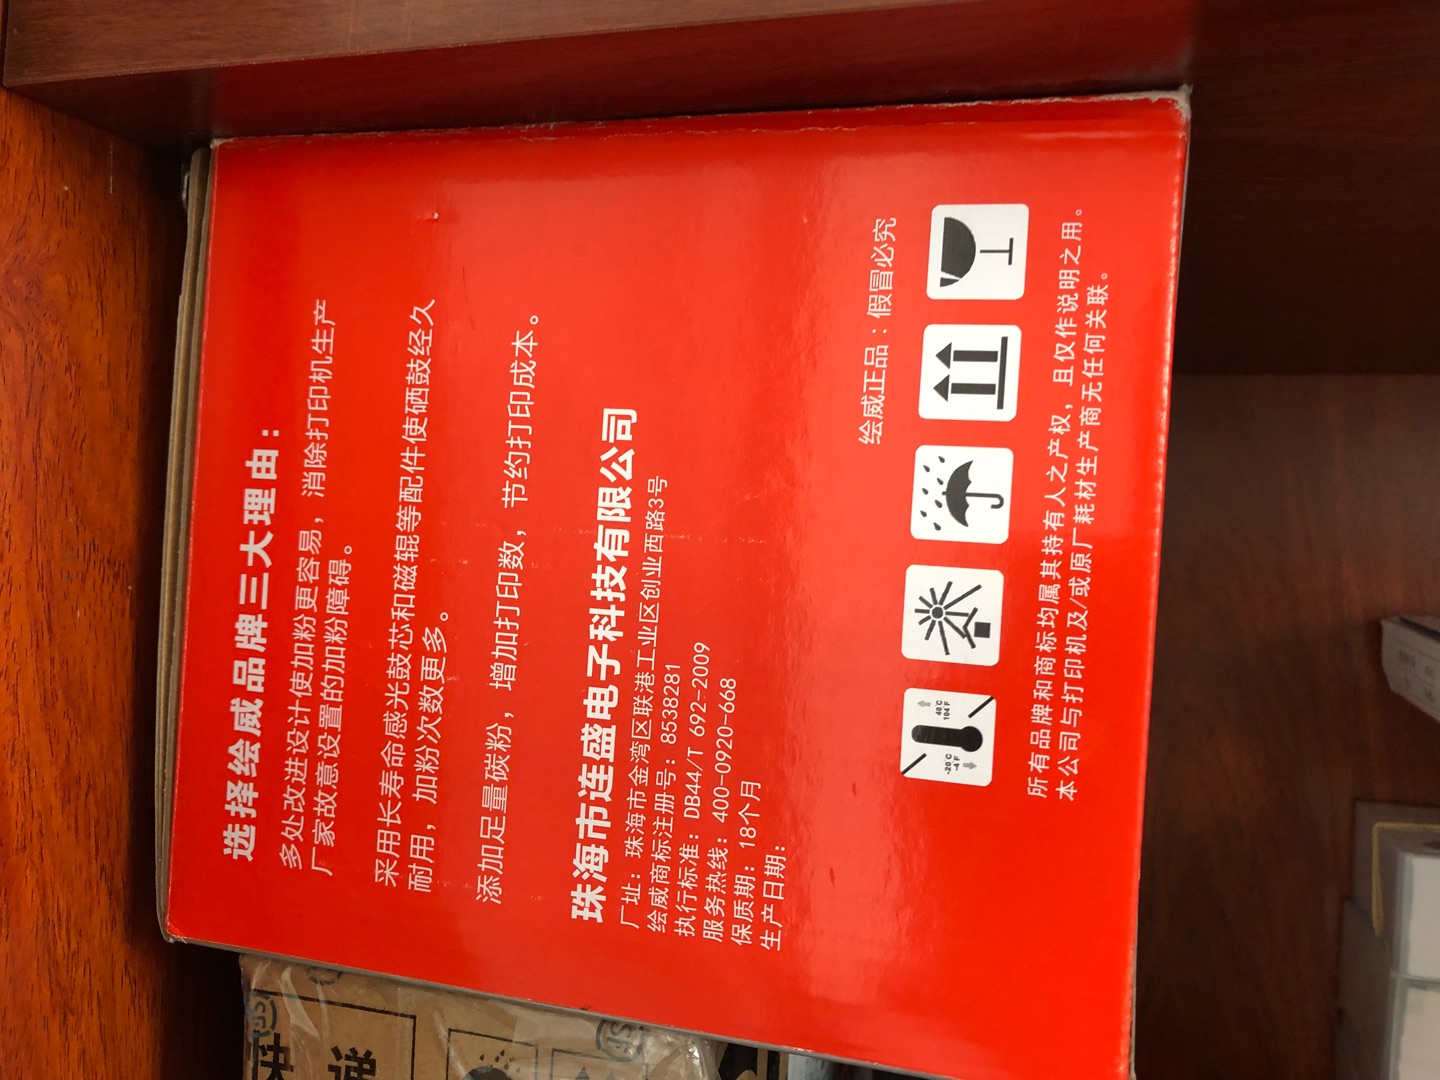 选择绘威品牌三大理由:
多处改进设计使加粉更容易，消除打印机生产
厂家故意设置的加粉障碍。
采用长寿命感光鼓芯和磁辊等配件使硒鼓经久
耐用，加粉次数更多。
添加足量碳粉，增加打印数，节约打印成本。
珠海市连盛电子科技有限公司
厂址: 珠海市金湾区联港工业区创业西路3号
绘威商标注册号: 8538281
执行标准: DB44/T 692-2009
服务热线: 400-0920-668
保质期: 18个月
生产日期:
绘威正品:假冒必究
-20°C
-4°F
40°C
104°F
所有品牌和商标均属其持有人之产权，且仅作说明之用。
本公司与打印机及/或原厂耗材生产商无任何关联。
快递